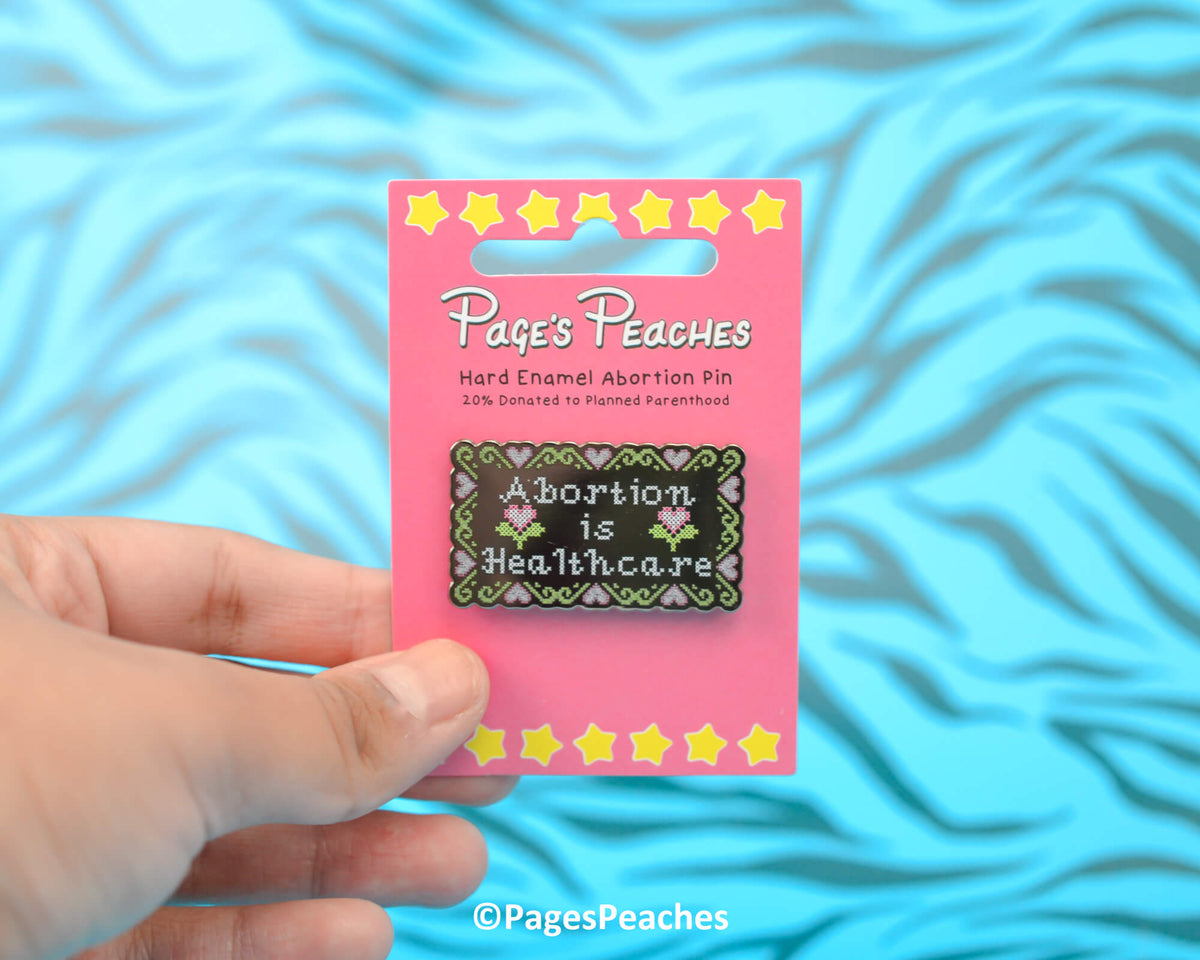 Page's Peaches
Hard Enamel Abortion Pin
20% Donated to Planned Parenthood
Abortion
is
Healthcare
©PagesPeaches